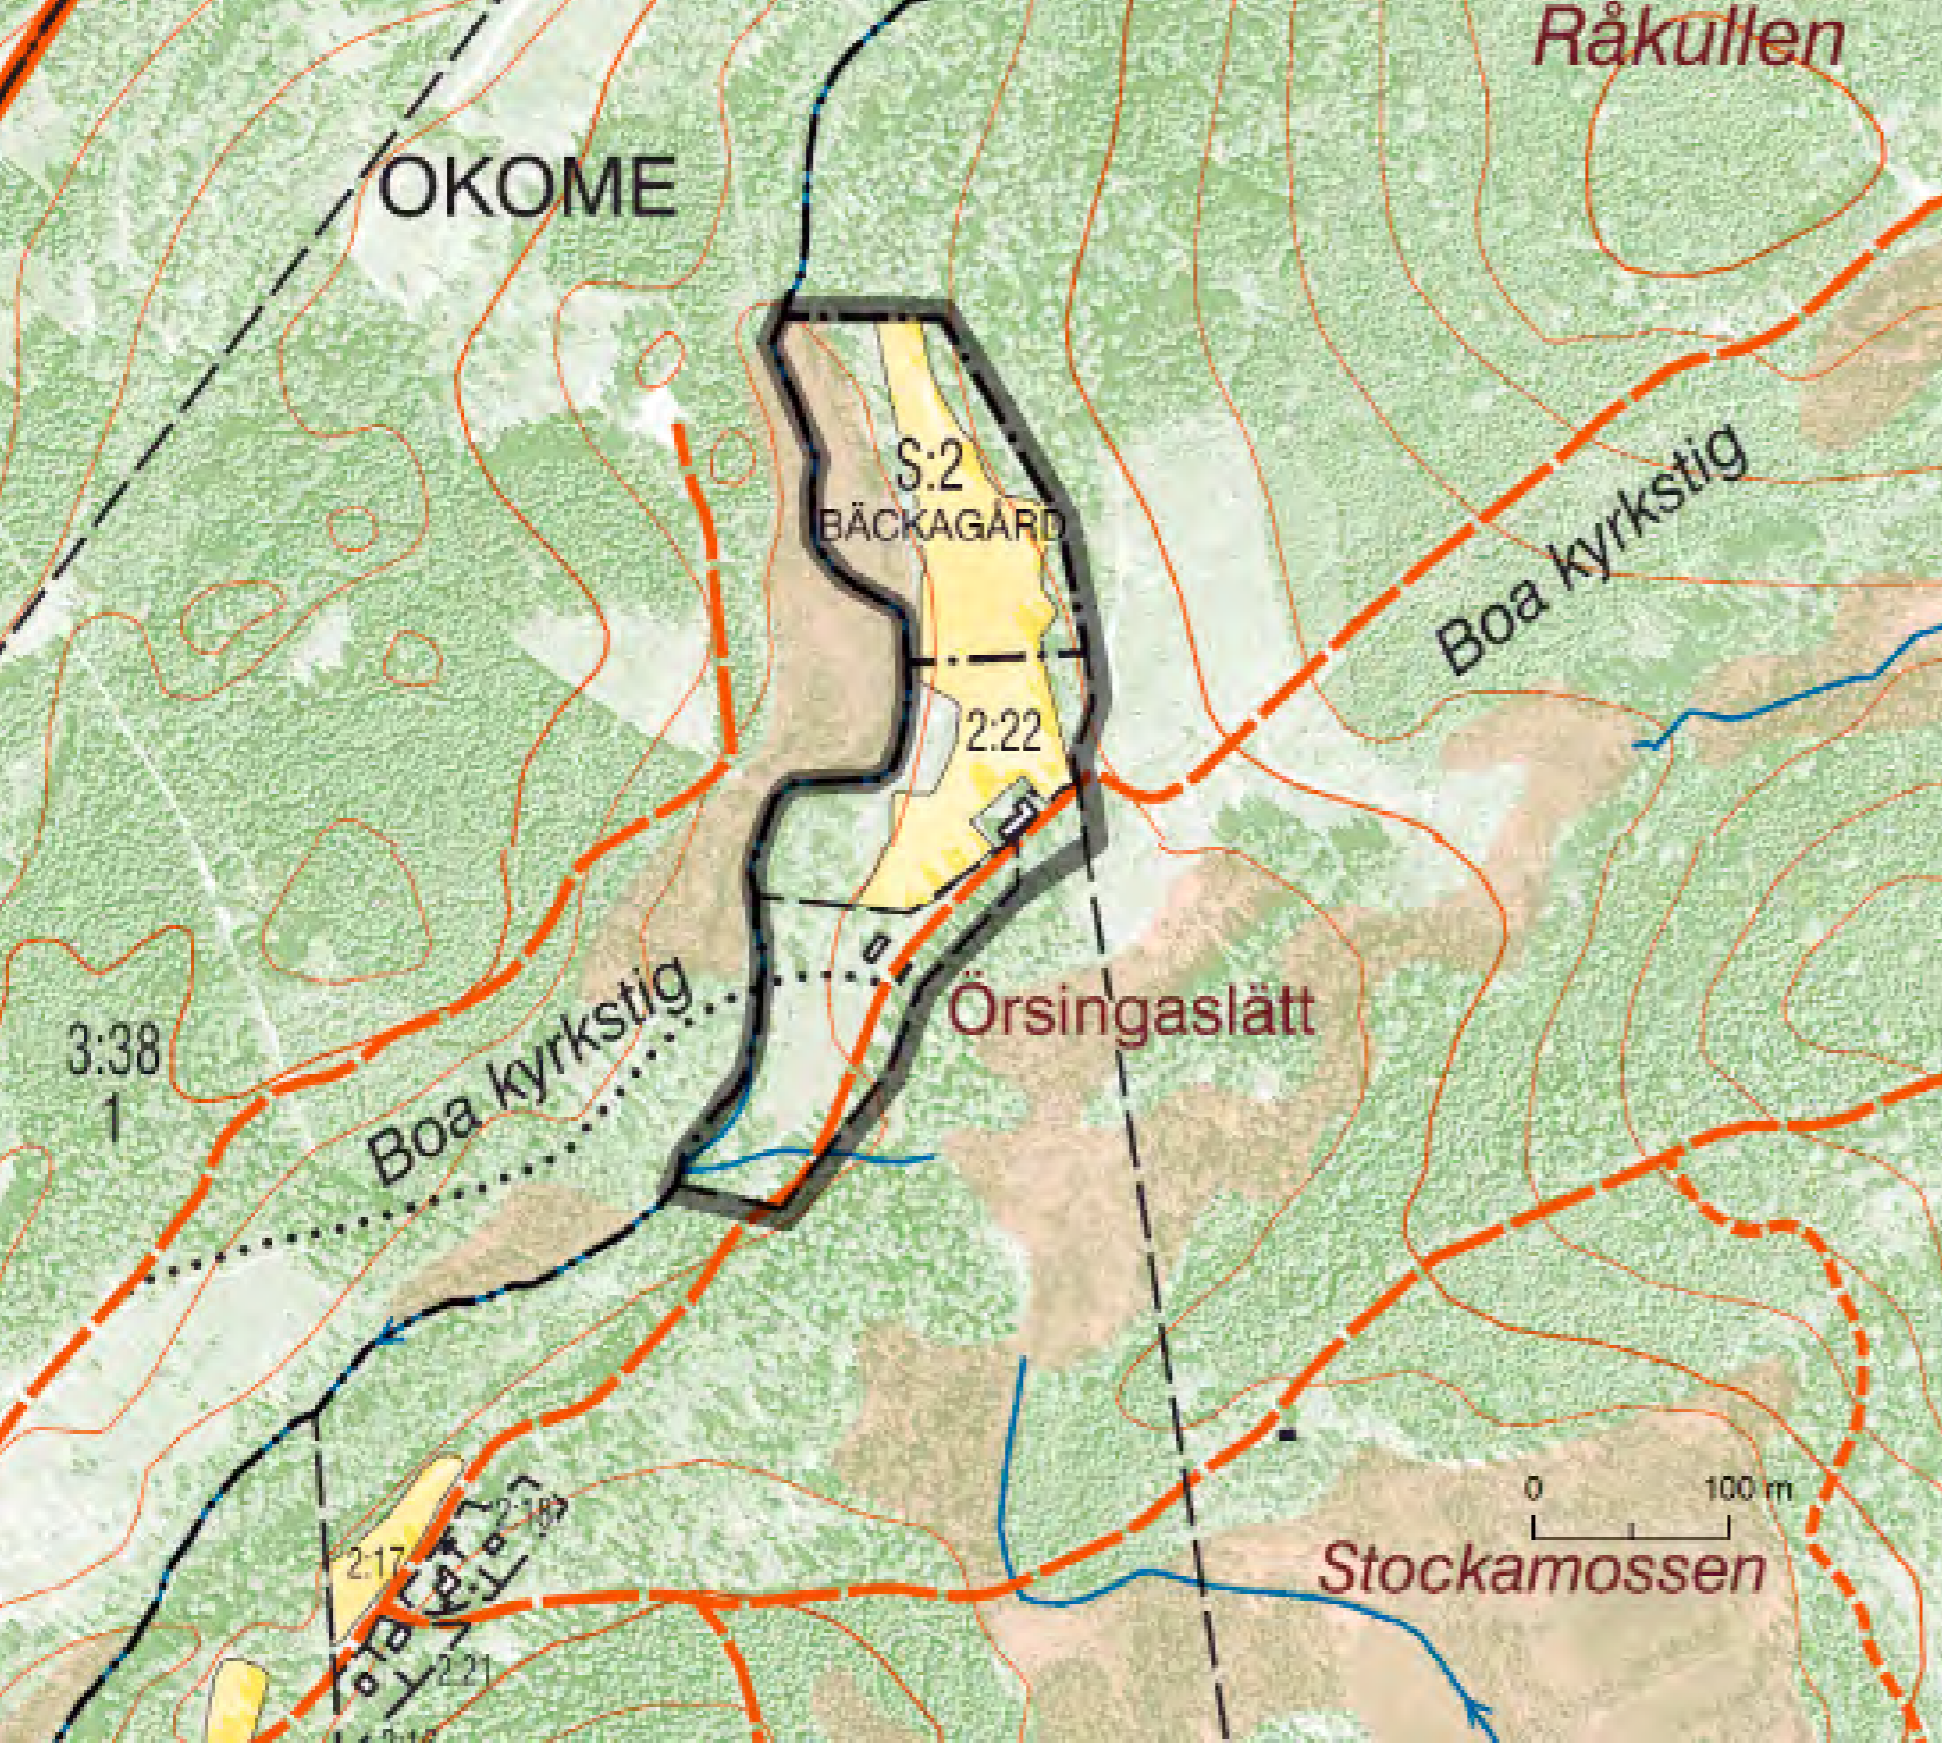 Råkullen
OKOME
S:2
BÄCKAGÅRD
Boa kyrkstig
2:22
Örsingaslätt
Boa kyrkstig
3:38
1
0 100 m
2:17
Stockamossen
2:21